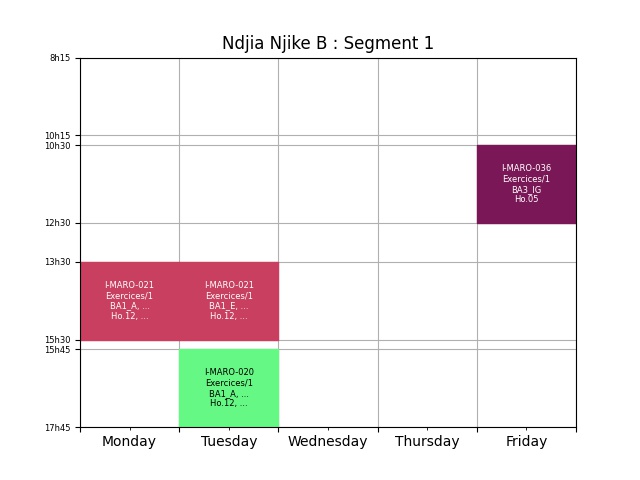 Ndjia Njike B : Segment 1
8h15
10h15
10h30
12h30
13h30
15h30
15h45
17h45
I-MARO-036
Exercices/1
BA3_IG
Ho.05
I-MARO-021
Exercices/1
BA1_A, ...
Ho.12, ...
I-MARO-021
Exercices/1
BA1_E, ...
Ho.12, ...
I-MARO-020
Exercices/1
BA1_A, ...
Ho.12, ...
Monday
Tuesday
Wednesday
Thursday
Friday